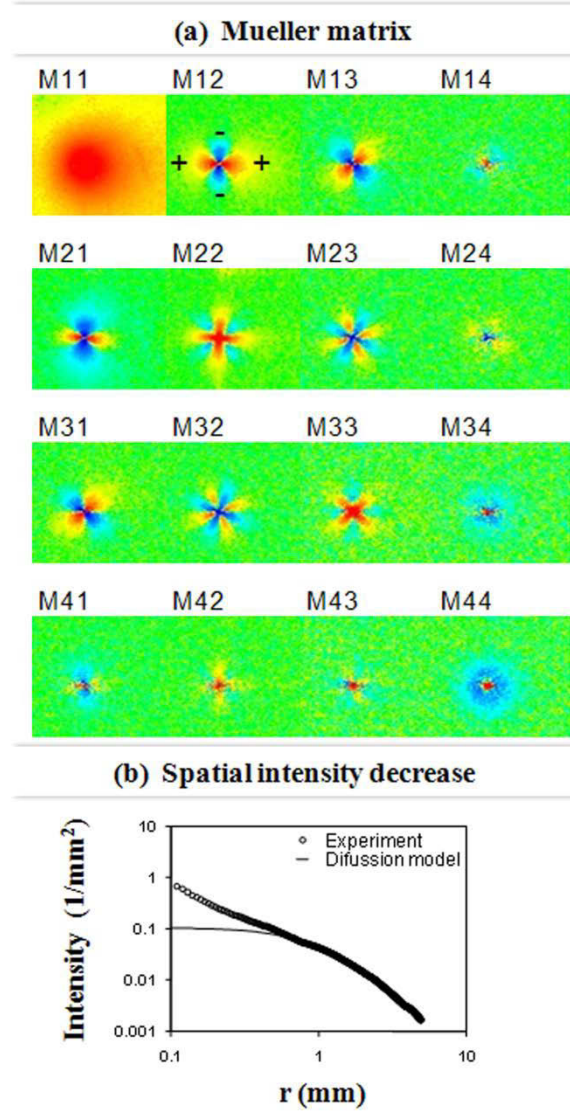 (a) Mueller matrix
M11 M12 M13 M14
-
+ +
-
M21 M22 M23 M24
M31 M32 M33 M34
M41 M42 M43 M44
(b) Spatial intensity decrease
Intensity (1/mm²)
10
1
0.1
0.01
0.001
○ Experiment
— Difussion model
0.1 1 10
r (mm)